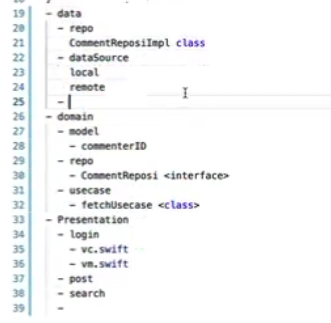 19 - data
20 - repo
21 CommentReposiImpl class
22 - dataSource
23 local
24 remote
25 -
26 - domain
27 - model
28 - commenterID
29 - repo
30 - CommentReposi <interface>
31 - usecase
32 - fetchUsecase <class>
33 - Presentation
34 - login
35 - vc.swift
36 - vm.swift
37 - post
38 - search
39 -